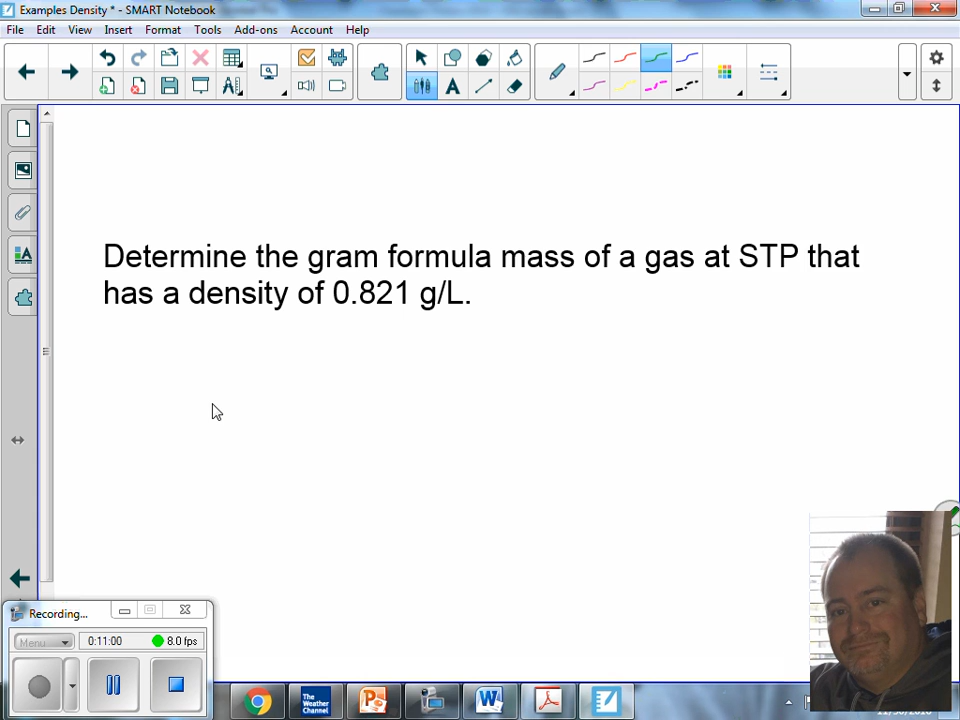 Examples Density * - SMART Notebook
File Edit View Insert Format Tools Add-ons Account Help
Determine the gram formula mass of a gas at STP that
has a density of 0.821 g/L.
Recording...
Menu 0:11:00 8.0 fps
The
Weather
Channel